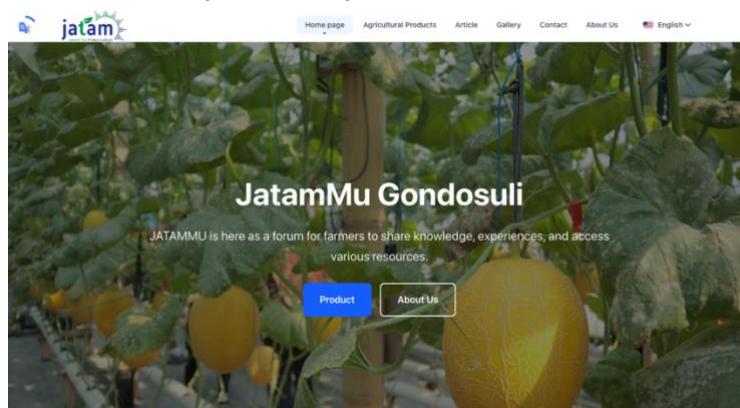 jatam
Home page
Agricultural Products
Article
Gallery
Contact
About Us
English
JatamMu Gondosuli
JATAMMU is here as a forum for farmers to share knowledge, experiences, and access
various resources.
Product
About Us